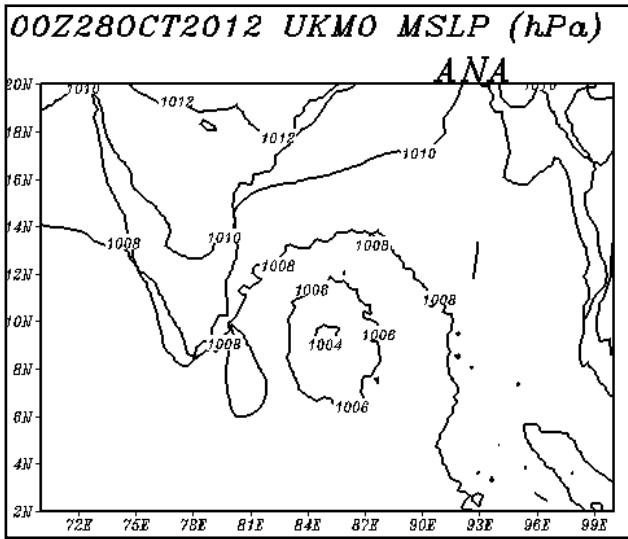 00Z28OCT2012 UKMO MSLP (hPa)
ANA
20N
1010
1012
1010
18N
1012
1010
16N
14N
1008
1010
1008
12N
1008
1006
1008
10N
1008
1004
1006
8N
6N
1006
4N
2N
72E 75E 78E 81E 84E 87E 90E 93E 96E 99E